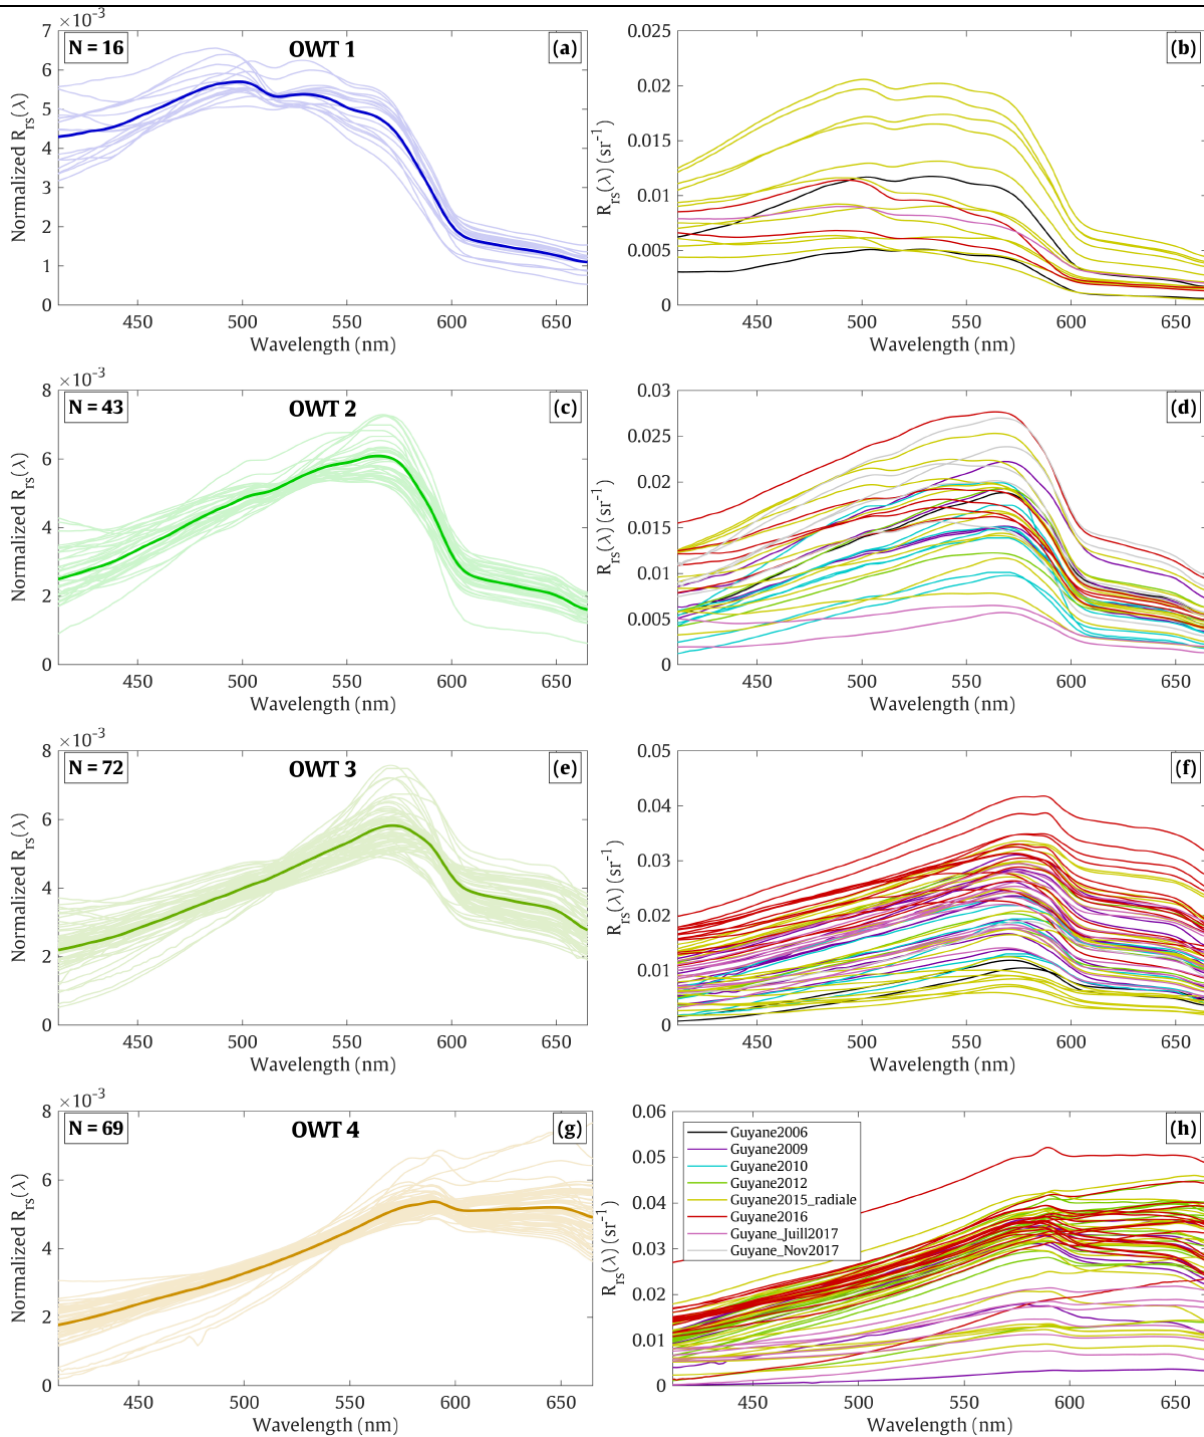 ×10⁻³
N = 16
OWT 1
(a)
Normalized Rrs(λ)
7
6
5
4
3
2
1
0
450
500
550
600
650
Wavelength (nm)
(b)
Rrs(λ) (sr⁻¹)
0.025
0.02
0.015
0.01
0.005
0
450
500
550
600
650
Wavelength (nm)
×10⁻³
N = 43
OWT 2
(c)
Normalized Rrs(λ)
8
6
4
2
0
450
500
550
600
650
Wavelength (nm)
(d)
Rrs(λ) (sr⁻¹)
0.03
0.025
0.02
0.015
0.01
0.005
0
450
500
550
600
650
Wavelength (nm)
×10⁻³
N = 72
OWT 3
(e)
Normalized Rrs(λ)
8
6
4
2
0
450
500
550
600
650
Wavelength (nm)
(f)
Rrs(λ) (sr⁻¹)
0.05
0.04
0.03
0.02
0.01
0
450
500
550
600
650
Wavelength (nm)
×10⁻³
N = 69
OWT 4
(g)
Normalized Rrs(λ)
8
6
4
2
0
450
500
550
600
650
Wavelength (nm)
(h)
Rrs(λ) (sr⁻¹)
0.06
0.05
0.04
0.03
0.02
0.01
0
Guyane2006
Guyane2009
Guyane2010
Guyane2012
Guyane2015_radiale
Guyane2016
Guyane_Juill2017
Guyane_Nov2017
450
500
550
600
650
Wavelength (nm)